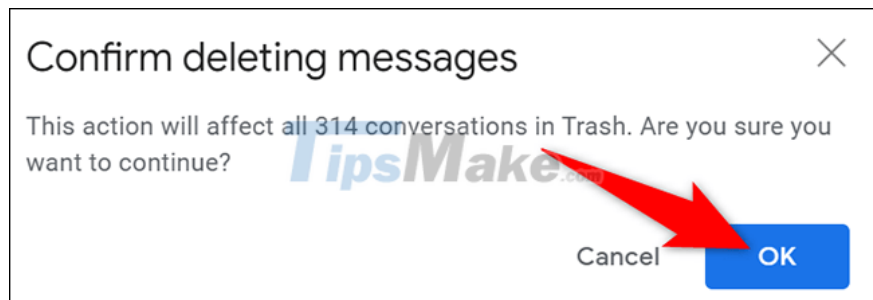 Confirm deleting messages
This action will affect all 314 conversations in Trash. Are you sure you
want to continue?
TipsMake.com
Cancel
OK